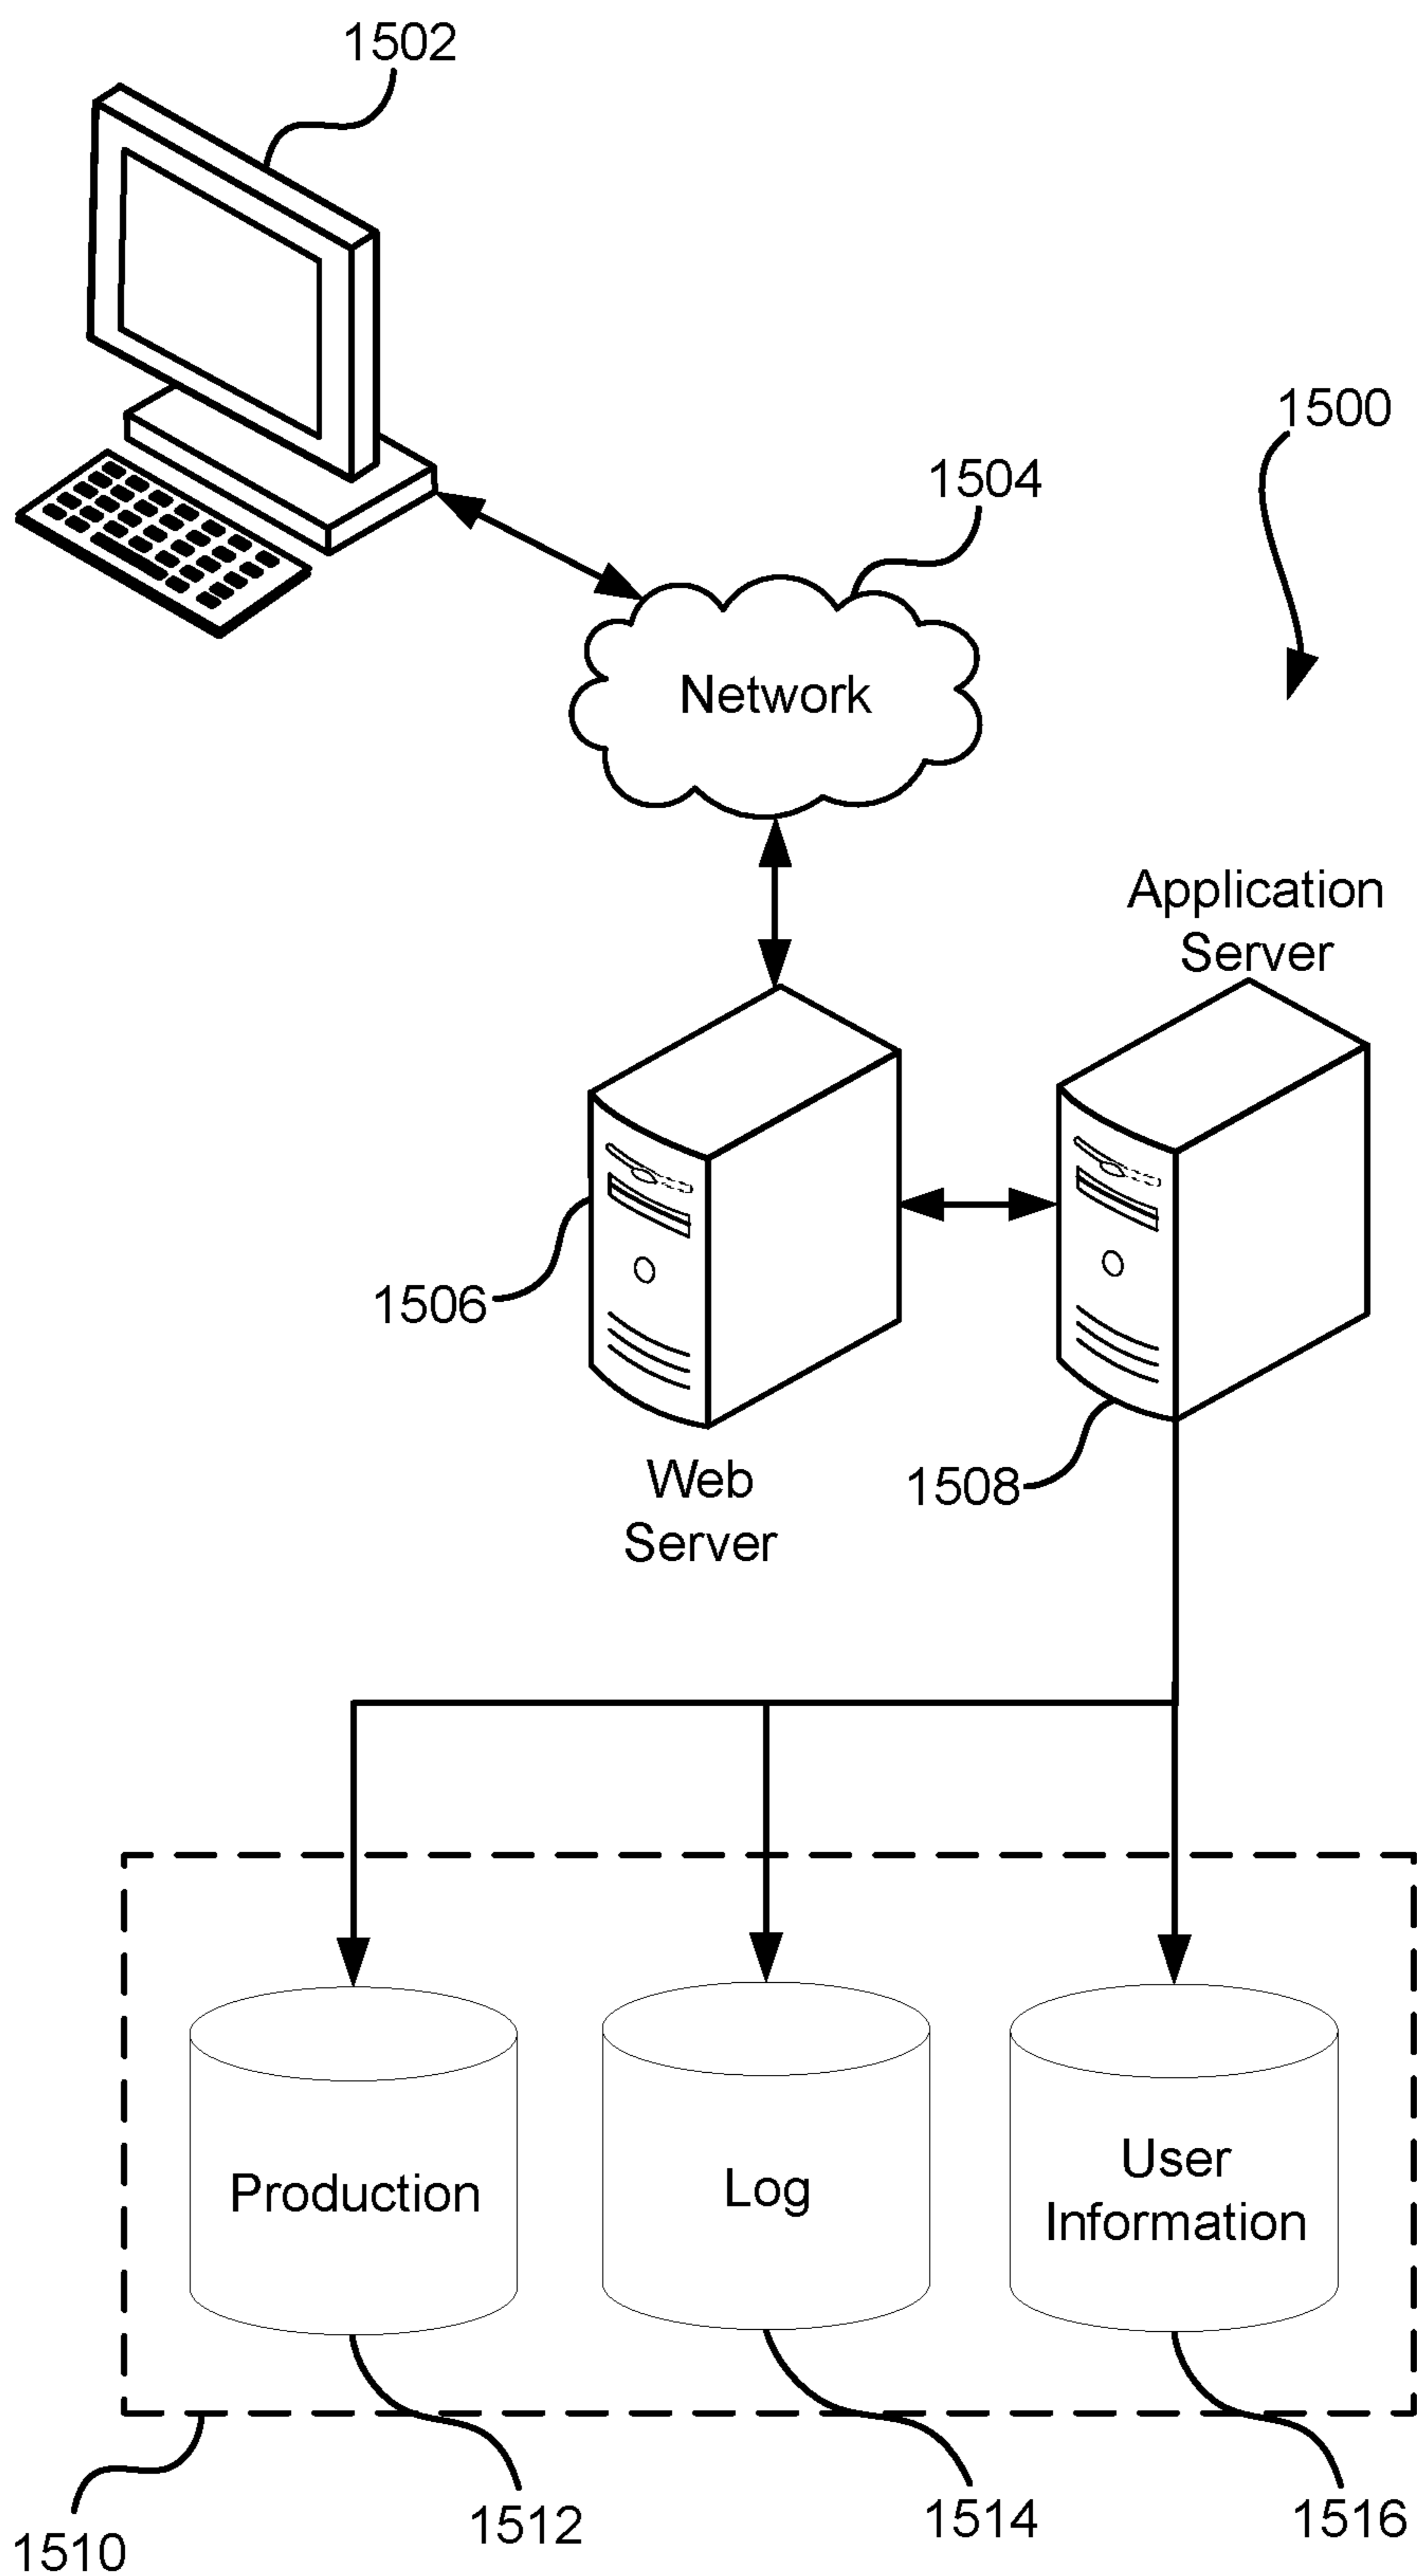 1502
1500
1504
Network
Application
Server
1506
1508
Web
Server
Production
Log
User
Information
1510
1512
1514
1516